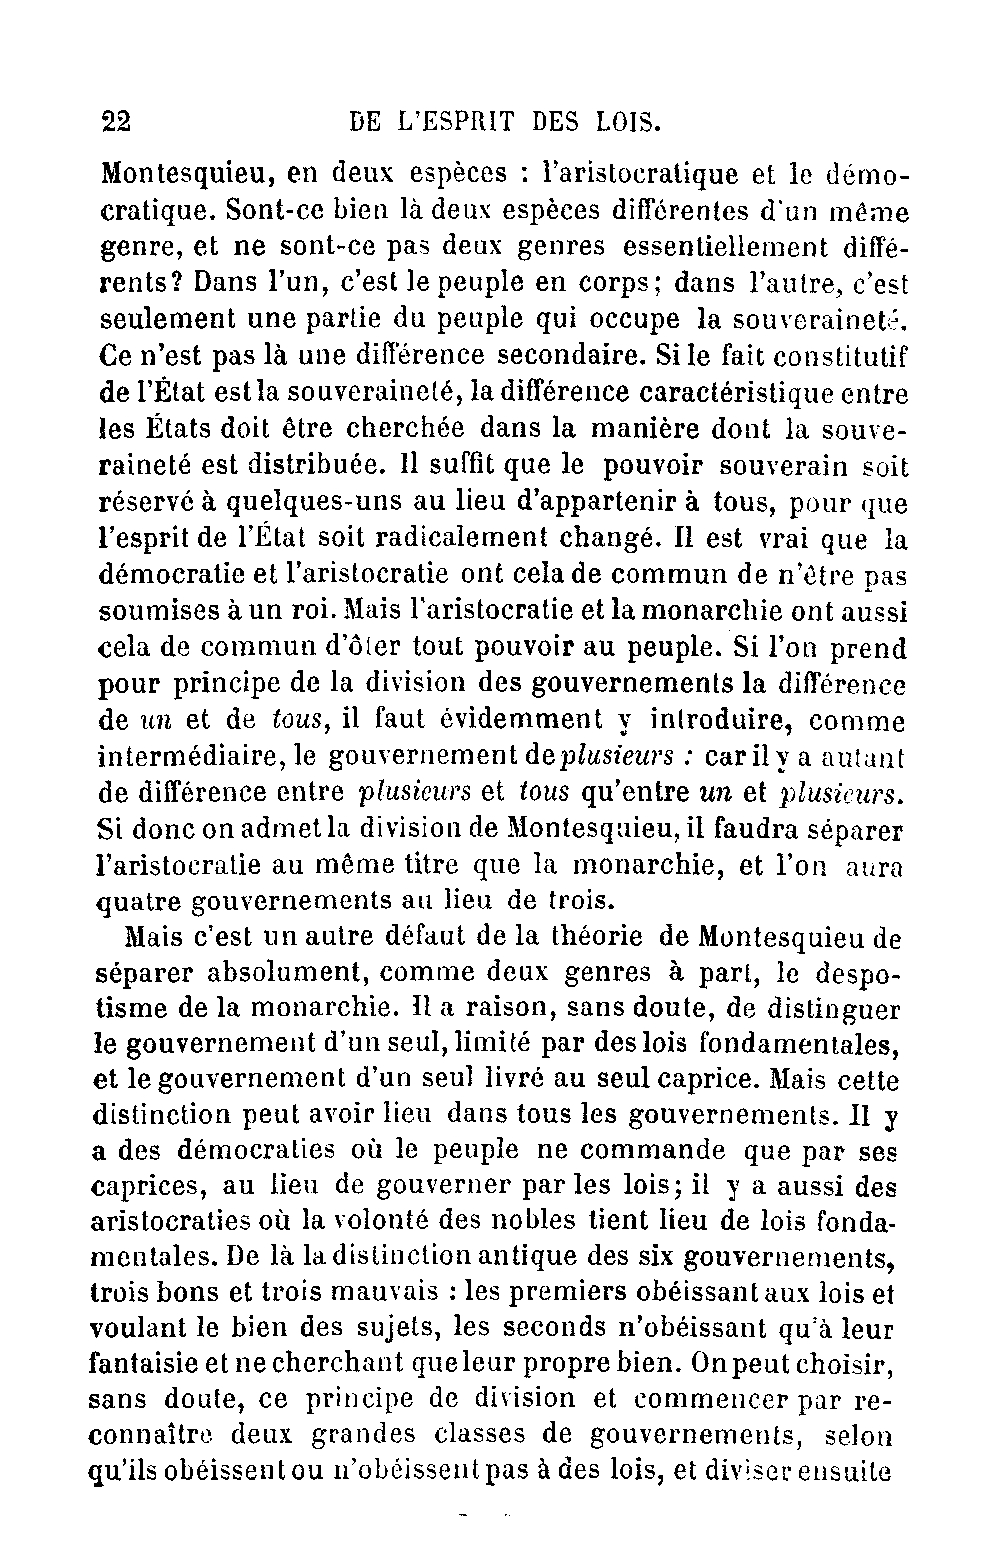 22 DE L'ESPRIT DES LOIS.
Montesquieu, en deux espèces : l'aristocratique et le démo-
cratique. Sont-ce bien là deux espèces différentes d'un même
genre, et ne sont-ce pas deux genres essentiellement diffé-
rents? Dans l'un, c'est le peuple en corps; dans l'autre, c'est
seulement une partie du peuple qui occupe la souveraineté.
Ce n'est pas là une différence secondaire. Si le fait constitutif
de l'État est la souveraineté, la différence caractéristique entre
les États doit être cherchée dans la manière dont la souve-
raineté est distribuée. Il suffit que le pouvoir souverain soit
réservé à quelques-uns au lieu d'appartenir à tous, pour que
l'esprit de l'État soit radicalement changé. Il est vrai que la
démocratie et l'aristocratie ont cela de commun de n'être pas
soumises à un roi. Mais l'aristocratie et la monarchie ont aussi
cela de commun d'ôter tout pouvoir au peuple. Si l'on prend
pour principe de la division des gouvernements la différence
de un et de tous, il faut évidemment y introduire, comme
intermédiaire, le gouvernement de plusieurs : car il y a autant
de différence entre plusieurs et tous qu'entre un et plusieurs.
Si donc on admet la division de Montesquieu, il faudra séparer
l'aristocratie au même titre que la monarchie, et l'on aura
quatre gouvernements au lieu de trois.
Mais c'est un autre défaut de la théorie de Montesquieu de
séparer absolument, comme deux genres à part, le despo-
tisme de la monarchie. Il a raison, sans doute, de distinguer
le gouvernement d'un seul, limité par des lois fondamentales,
et le gouvernement d'un seul livré au seul caprice. Mais cette
distinction peut avoir lieu dans tous les gouvernements. Il y
a des démocraties où le peuple ne commande que par ses
caprices, au lieu de gouverner par les lois; il y a aussi des
aristocraties où la volonté des nobles tient lieu de lois fonda-
mentales. De là la distinction antique des six gouvernements,
trois bons et trois mauvais : les premiers obéissant aux lois et
voulant le bien des sujets, les seconds n'obéissant qu'à leur
fantaisie et ne cherchant que leur propre bien. On peut choisir,
sans doute, ce principe de division et commencer par re-
connaître deux grandes classes de gouvernements, selon
qu'ils obéissent ou n'obéissent pas à des lois, et diviser ensuite